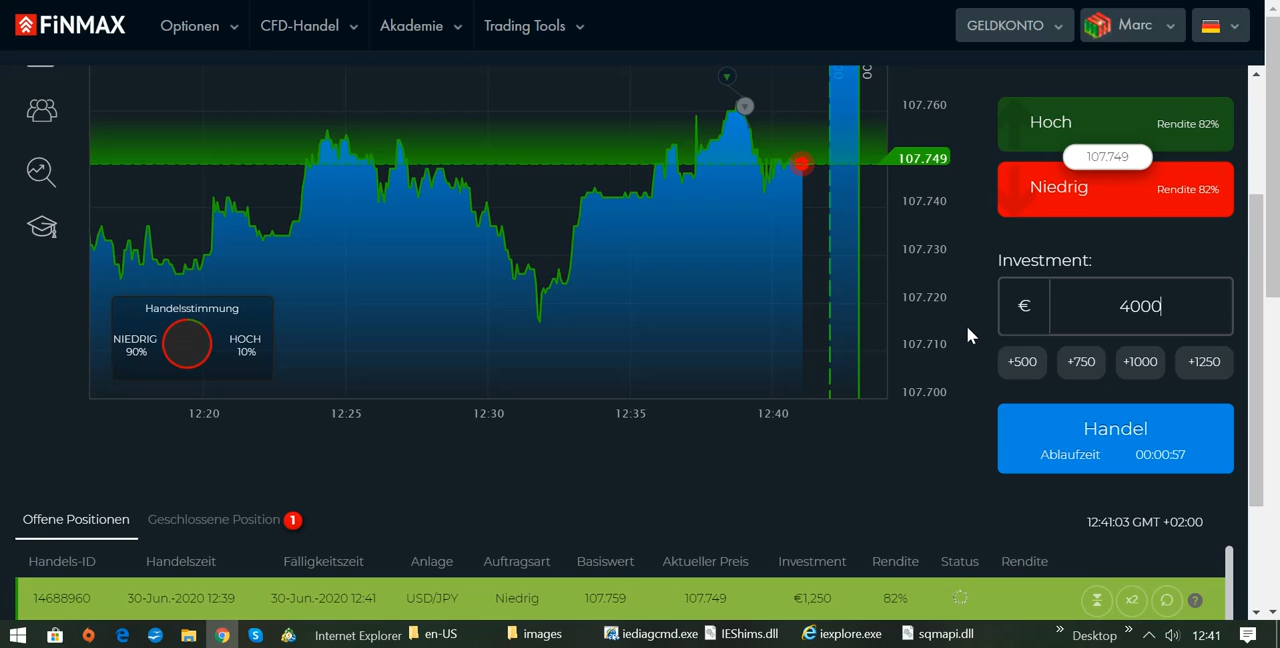 FiNMAX Optionen CFD-Handel Akademie Trading Tools GELDKONTO Marc
107.760
107.749
107.740
107.730
107.720
107.710
107.700
Handelsstimmung
NIEDRIG 90% HOCH 10%
12:20 12:25 12:30 12:35 12:40
Hoch Rendite 82%
107.749
Niedrig Rendite 82%
Investment:
€ 4000
+500 +750 +1000 +1250
Handel
Ablaufzeit 00:00:57
Offene Positionen Geschlossene Position 1 12:41:03 GMT +02:00
Handels-ID Handelszeit Fälligkeitszeit Anlage Auftragsart Basiswert Aktueller Preis Investment Rendite Status Rendite
14688960 30-Jun.-2020 12:39 30-Jun.-2020 12:41 USD/JPY Niedrig 107.759 107.749 €1,250 82% x2 ?
Internet Explorer en-US images iediagcmd.exe IEShims.dll iexplore.exe sqmapi.dll Desktop 12:41